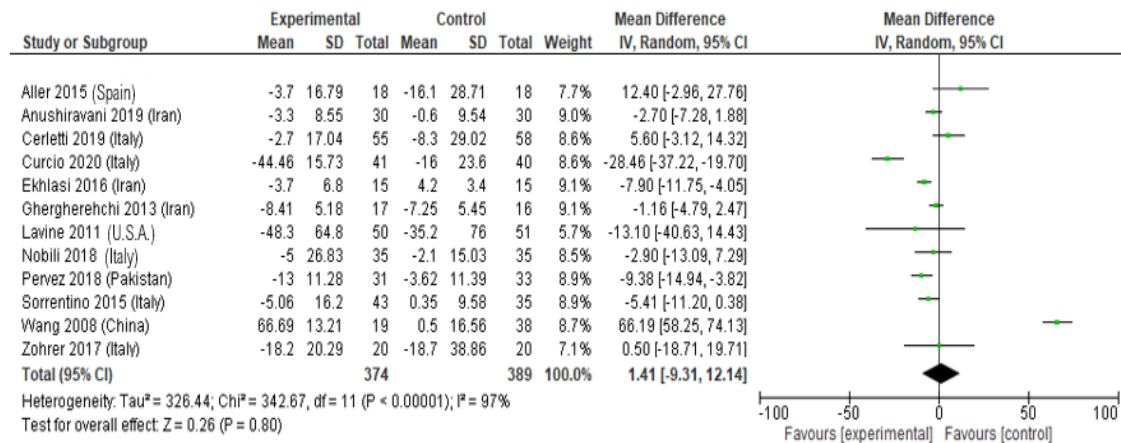 Experimental Control Mean Difference Mean Difference
Study or Subgroup Mean SD Total Mean SD Total Weight IV, Random, 95% CI IV, Random, 95% CI
Aller 2015 (Spain) -3.7 16.79 18 -16.1 28.71 18 7.7% 12.40 [-2.96, 27.76]
Anushiravani 2019 (Iran) -3.3 8.55 30 -0.6 9.54 30 9.0% -2.70 [-7.28, 1.88]
Cerletti 2019 (Italy) -2.7 17.04 55 -8.3 29.02 58 8.6% 5.60 [-3.12, 14.32]
Curcio 2020 (Italy) -44.46 15.73 41 -16 23.6 40 8.6% -28.46 [-37.22, -19.70]
Ekhlasi 2016 (Iran) -3.7 6.8 15 4.2 3.4 15 9.1% -7.90 [-11.75, -4.05]
Ghergherehchi 2013 (Iran) -8.41 5.18 17 -7.25 5.45 16 9.1% -1.16 [-4.79, 2.47]
Lavine 2011 (U.S.A.) -48.3 64.8 50 -35.2 76 51 5.7% -13.10 [-40.63, 14.43]
Nobili 2018 (Italy) -5 26.83 35 -2.1 15.03 35 8.5% -2.90 [-13.09, 7.29]
Pervez 2018 (Pakistan) -13 11.28 31 -3.62 11.39 33 9.0% -9.38 [-14.94, -3.82]
Sorrentino 2015 (Italy) -5.06 16.2 43 0.35 9.58 35 8.9% -5.41 [-11.20, 0.38]
Wang 2008 (China) 66.69 13.21 19 0.5 16.56 38 8.7% 66.19 [58.25, 74.13]
Zohrer 2017 (Italy) -18.2 20.29 20 -18.7 38.86 20 7.1% 0.50 [-18.71, 19.71]
Total (95% CI) 374 389 100.0% 1.41 [-9.31, 12.14]
Heterogeneity: Tau² = 326.44; Chi² = 342.67, df = 11 (P < 0.00001); I² = 97%
Test for overall effect: Z = 0.26 (P = 0.80)
-100 -50 0 50 100
Favours [experimental] Favours [control]